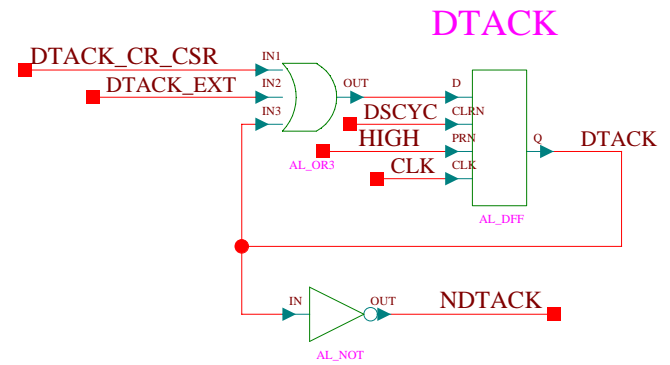 DTACK
DTACK_CR_CSR
IN1
DTACK_EXT
IN2
OUT
D
IN3
DSCYC
CLRN
HIGH
PRN
Q
DTACK
AL_OR3
CLK
CLK
AL_DFF
IN
OUT
NDTACK
AL_NOT